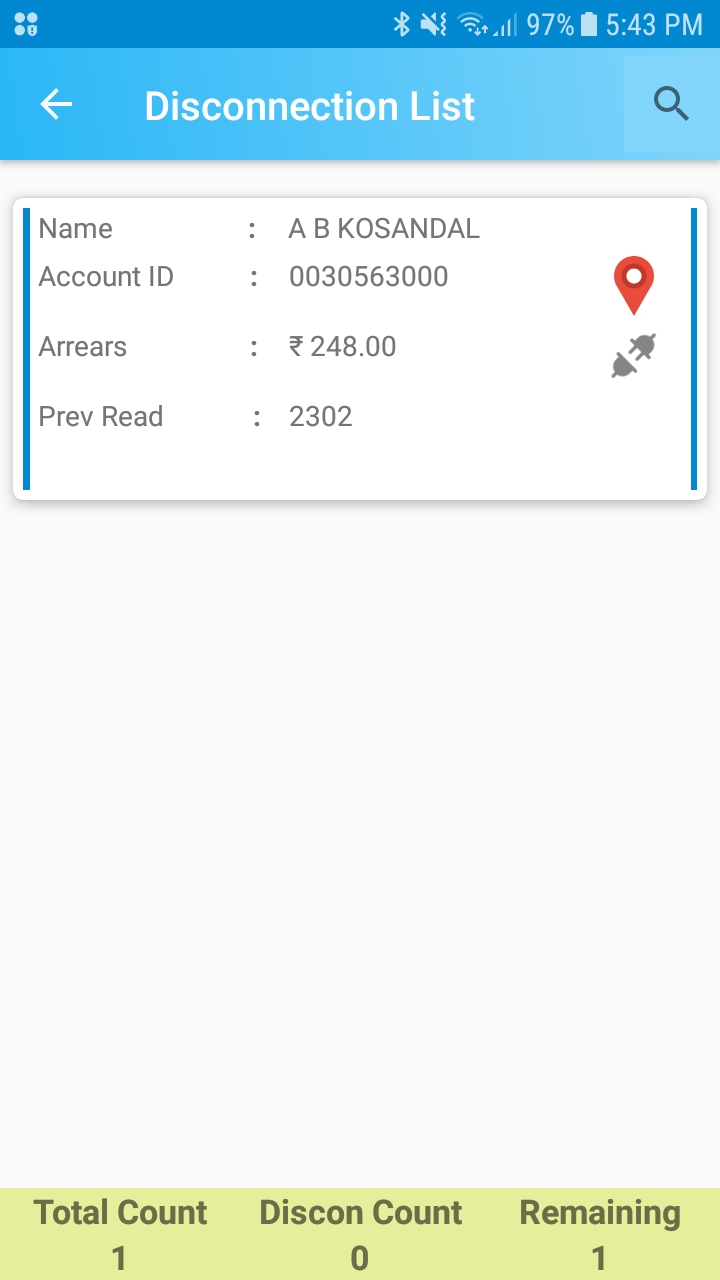 97% 5:43 PM
Disconnection List
Name : A B KOSANDAL
Account ID : 0030563000
Arrears : ₹ 248.00
Prev Read : 2302
Total Count Discon Count Remaining
1 0 1